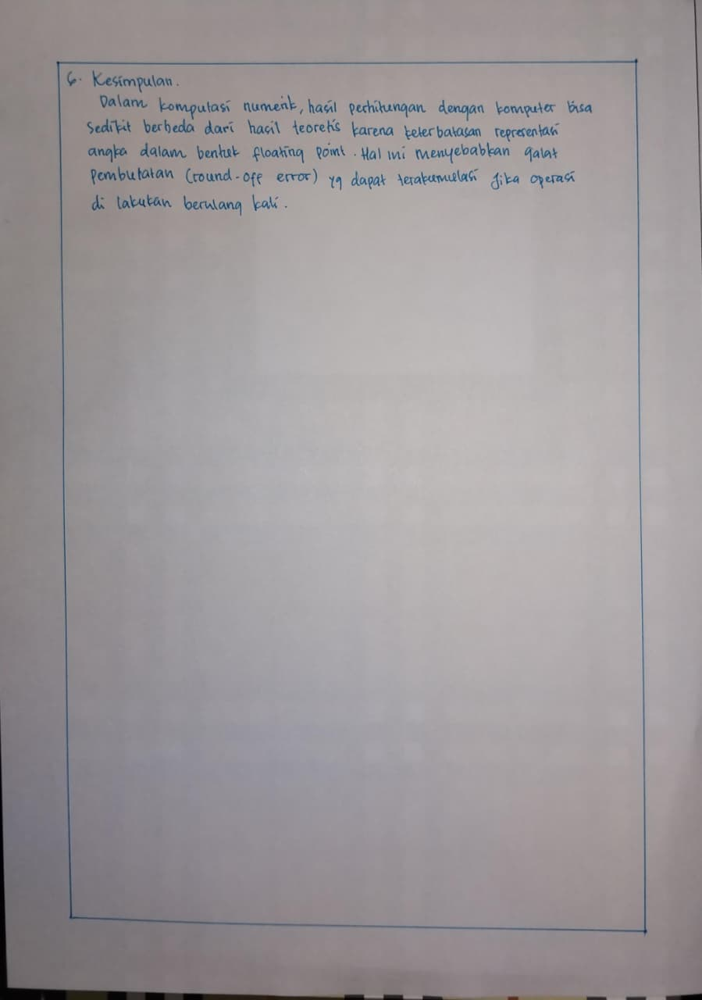 6. Kesimpulan.
Dalam komputasi numerik, hasil perhitungan dengan komputer bisa
sedikit berbeda dari hasil teoretis karena keterbatasan representasi
angka dalam bentuk floating point. Hal ini menyebabkan galat
Pembulatan (round-off error) yg dapat terakumulasi jika operasi
di lakukan berulang kali.